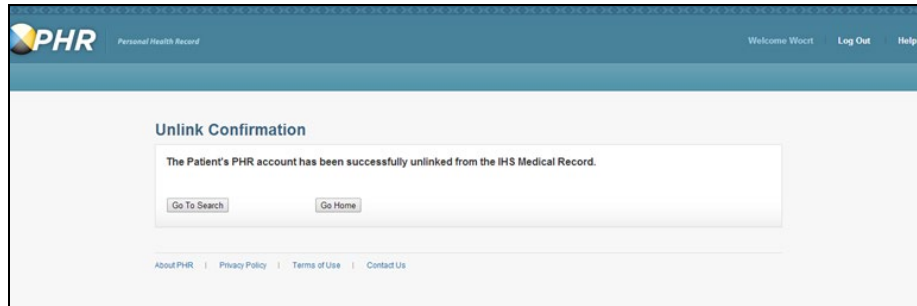 PHR Personal Health Record Welcome Wocrt Log Out Help
Unlink Confirmation
The Patient's PHR account has been successfully unlinked from the IHS Medical Record.
Go To Search Go Home
About PHR | Privacy Policy | Terms of Use | Contact Us